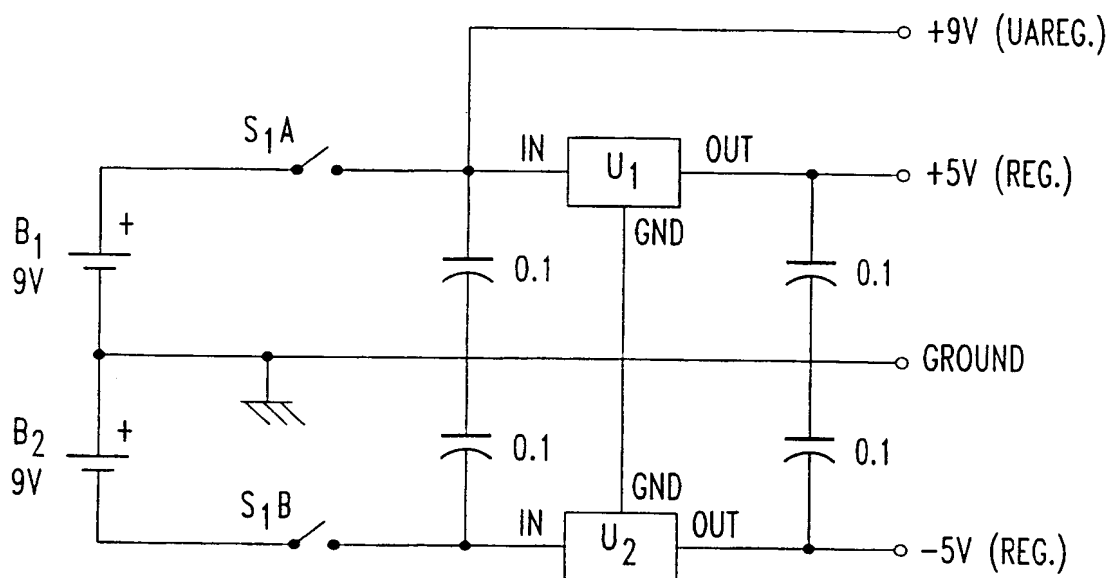 +9V (UAREG.)
S1A
IN
U1
OUT
+5V (REG.)
GND
B1
+
9V
0.1
0.1
GROUND
B2
+
9V
0.1
0.1
GND
S1B
IN
U2
OUT
-5V (REG.)